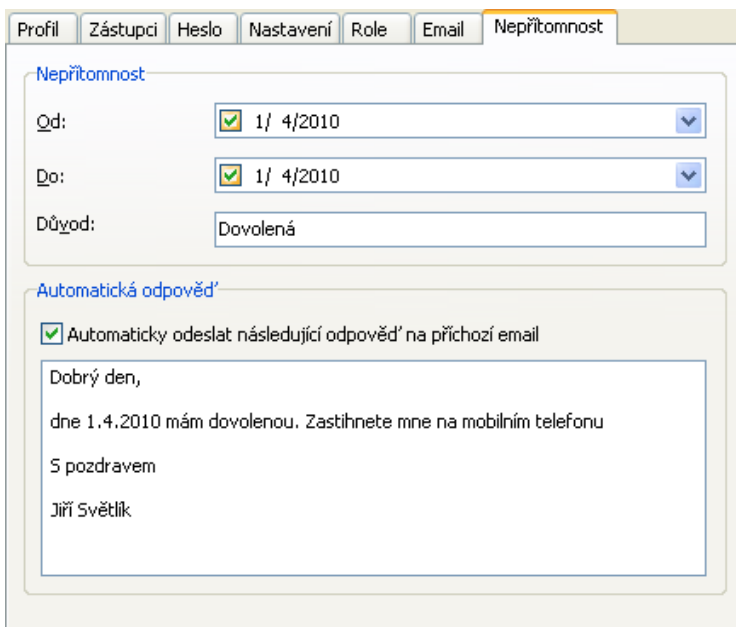 Profil Zástupci Heslo Nastavení Role Email Nepřítomnost
Nepřítomnost
Od: 1/ 4/2010
Do: 1/ 4/2010
Důvod: Dovolená
Automatická odpověď
Automaticky odeslat následující odpověď na příchozí email
Dobrý den,
dne 1.4.2010 mám dovolenou. Zastihnete mne na mobilním telefonu
S pozdravem
Jiří Světlík